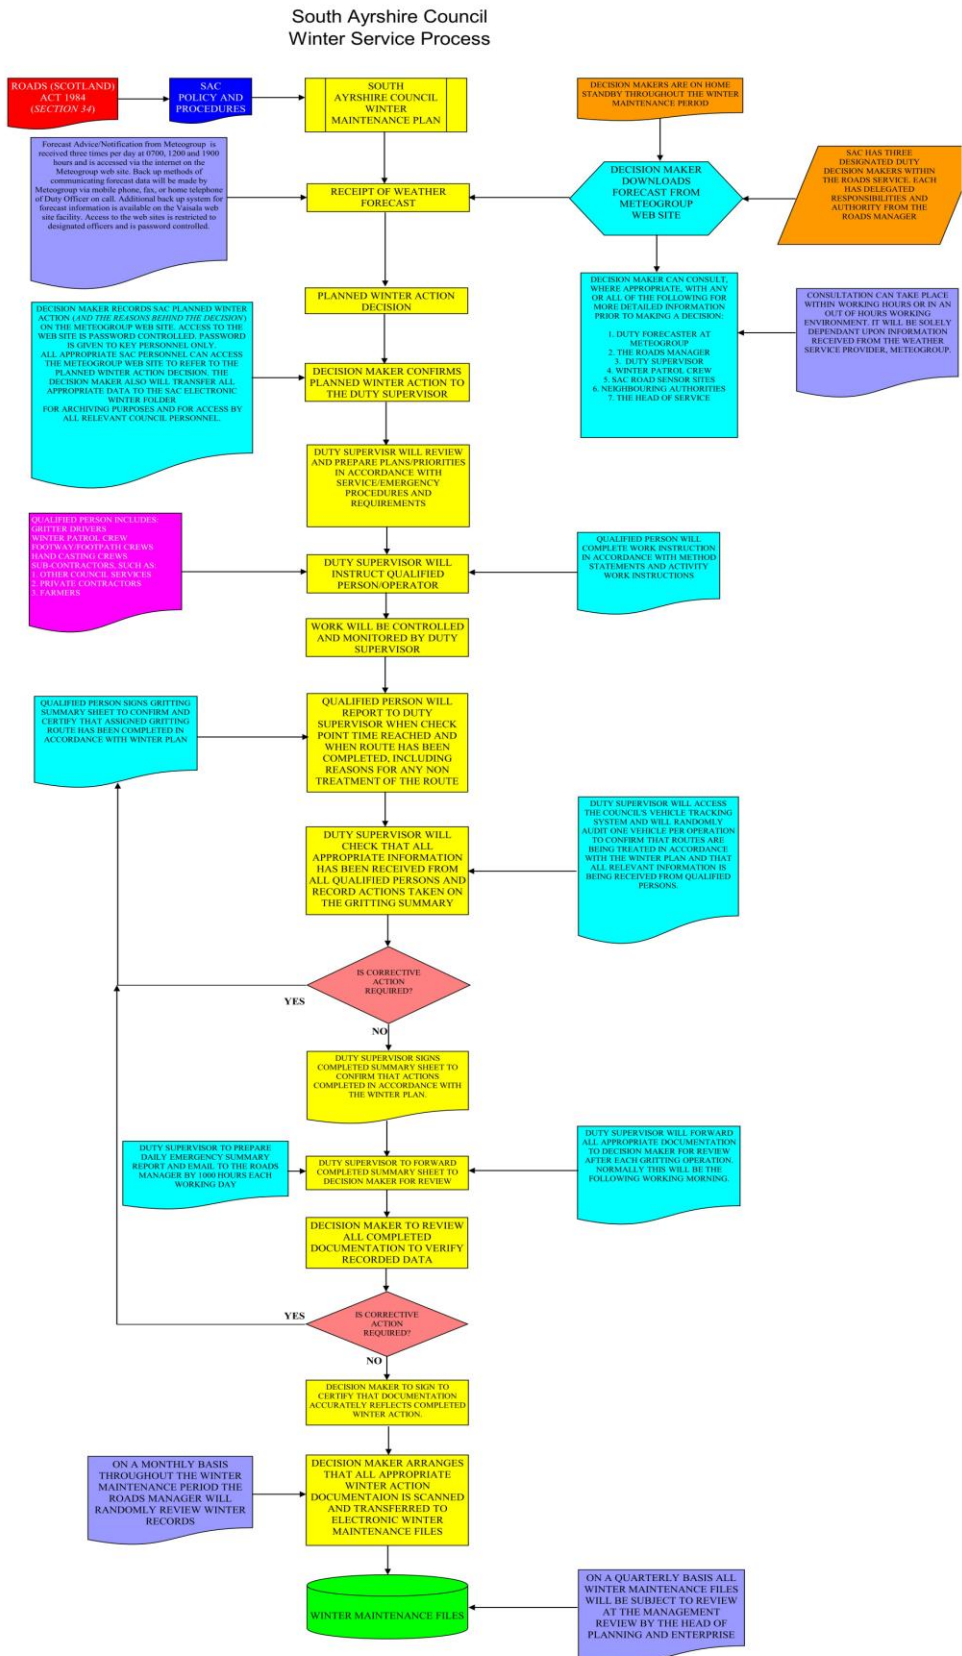 South Ayrshire Council
Winter Service Process
ROADS (SCOTLAND)
ACT 1984
(SECTION 34)
SAC
POLICY AND
PROCEDURES
SOUTH
AYRSHIRE COUNCIL
WINTER
MAINTENANCE PLAN
DECISION MAKERS ARE ON HOME
STANDBY THROUGHOUT THE WINTER
MAINTENANCE PERIOD
Forecast Advice/Notification from Meteogroup is
received three times per day at 0700, 1200 and 1900
hours and is accessed via the internet on the
Meteogroup web site. Back up methods of
communicating forecast data will be made by
Meteogroup via mobile phone, fax, or home telephone
of Duty Officer on call. Additional back up system for
forecast information is available on the Vaisala web
site facility. Access to the web sites is restricted to
designated officers and is password controlled.
RECEIPT OF WEATHER
FORECAST
DECISION MAKER
DOWNLOADS
FORECAST FROM
METEOGROUP
WEB SITE
SAC HAS THREE
DESIGNATED DUTY
DECISION MAKERS WITHIN
THE ROADS SERVICE. EACH
HAS DELEGATED
RESPONSIBILITIES AND
AUTHORITY FROM THE
ROADS MANAGER
PLANNED WINTER ACTION
DECISION
DECISION MAKER CAN CONSULT,
WHERE APPROPRIATE, WITH ANY
OR ALL OF THE FOLLOWING FOR
MORE DETAILED INFORMATION
PRIOR TO MAKING A DECISION:
1. DUTY FORECASTER AT
METEOGROUP
2. THE ROADS MANAGER
3. DUTY SUPERVISOR
4. WINTER PATROL CREW
5. SAC ROAD SENSOR SITES
6. NEIGHBOURING AUTHORITIES
7. THE HEAD OF SERVICE
CONSULTATION CAN TAKE PLACE
WITHIN WORKING HOURS OR IN AN
OUT OF HOURS WORKING
ENVIRONMENT. IT WILL BE SOLELY
DEPENDANT UPON INFORMATION
RECEIVED FROM THE WEATHER
SERVICE PROVIDER, METEOGROUP.
DECISION MAKER RECORDS SAC PLANNED WINTER
ACTION (AND THE REASONS BEHIND THE DECISION)
ON THE METEOGROUP WEB SITE. ACCESS TO THE
WEB SITE IS PASSWORD CONTROLLED. PASSWORD
IS GIVEN TO KEY PERSONNEL ONLY.
ALL APPROPRIATE SAC PERSONNEL CAN ACCESS
THE METEOGROUP WEB SITE TO REFER TO THE
PLANNED WINTER ACTION DECISION. THE
DECISION MAKER ALSO WILL TRANSFER ALL
APPROPRIATE DATA TO THE SAC ELECTRONIC
WINTER FOLDER
FOR ARCHIVING PURPOSES AND FOR ACCESS BY
ALL RELEVANT COUNCIL PERSONNEL.
DECISION MAKER CONFIRMS
PLANNED WINTER ACTION TO
THE DUTY SUPERVISOR
DUTY SUPERVISR WILL REVIEW
AND PREPARE PLANS/PRIORITIES
IN ACCORDANCE WITH
SERVICE/EMERGENCY
PROCEDURES AND
REQUIREMENTS
QUALIFIED PERSON INCLUDES:
GRITTER DRIVERS
WINTER PATROL CREW
FOOTWAY/FOOTPATH CREWS
HAND CASTING CREWS
SUB-CONTRACTORS, SUCH AS:
1. OTHER COUNCIL SERVICES
2. PRIVATE CONTRACTORS
3. FARMERS
DUTY SUPERVISOR WILL
INSTRUCT QUALIFIED
PERSON/OPERATOR
QUALIFIED PERSON WILL
COMPLETE WORK INSTRUCTION
IN ACCORDANCE WITH METHOD
STATEMENTS AND ACTIVITY
WORK INSTRUCTIONS
WORK WILL BE CONTROLLED
AND MONITORED BY DUTY
SUPERVISOR
QUALIFIED PERSON SIGNS GRITTING
SUMMARY SHEET TO CONFIRM AND
CERTIFY THAT ASSIGNED GRITTING
ROUTE HAS BEEN COMPLETED IN
ACCORDANCE WITH WINTER PLAN
QUALIFIED PERSON WILL
REPORT TO DUTY
SUPERVISOR WHEN CHECK
POINT TIME REACHED AND
WHEN ROUTE HAS BEEN
COMPLETED, INCLUDING
REASONS FOR ANY NON
TREATMENT OF THE ROUTE
DUTY SUPERVISOR WILL
CHECK THAT ALL
APPROPRIATE INFORMATION
HAS BEEN RECEIVED FROM
ALL QUALIFIED PERSONS AND
RECORD ACTIONS TAKEN ON
THE GRITTING SUMMARY
DUTY SUPERVISOR WILL ACCESS
THE COUNCIL'S VEHICLE TRACKING
SYSTEM AND WILL RANDOMLY
AUDIT ONE VEHICLE PER OPERATION
TO CONFIRM THAT ROUTES ARE
BEING TREATED IN ACCORDANCE
WITH THE WINTER PLAN AND THAT
ALL RELEVANT INFORMATION IS
BEING RECEIVED FROM QUALIFIED
PERSONS.
IS CORRECTIVE
ACTION
REQUIRED?
YES
NO
DUTY SUPERVISOR SIGNS
COMPLETED SUMMARY SHEET TO
CONFIRM THAT ACTIONS
COMPLETED IN ACCORDANCE WITH
THE WINTER PLAN.
DUTY SUPERVISOR TO PREPARE
DAILY EMERGENCY SUMMARY
REPORT AND EMAIL TO THE ROADS
MANAGER BY 1000 HOURS EACH
WORKING DAY
DUTY SUPERVISOR TO FORWARD
COMPLETED SUMMARY SHEET TO
DECISION MAKER FOR REVIEW
DUTY SUPERVISOR WILL FORWARD
ALL APPROPRIATE DOCUMENTATION
TO DECISION MAKER FOR REVIEW
AFTER EACH GRITTING OPERATION.
NORMALLY THIS WILL BE THE
FOLLOWING WORKING MORNING.
DECISION MAKER TO REVIEW
ALL COMPLETED
DOCUMENTATION TO VERIFY
RECORDED DATA
IS CORRECTIVE
ACTION
REQUIRED?
YES
NO
DECISION MAKER TO SIGN TO
CERTIFY THAT DOCUMENTATION
ACCURATELY REFLECTS COMPLETED
WINTER ACTION.
ON A MONTHLY BASIS
THROUGHOUT THE WINTER
MAINTENANCE PERIOD THE
ROADS MANAGER WILL
RANDOMLY REVIEW WINTER
RECORDS
DECISION MAKER ARRANGES
THAT ALL APPROPRIATE
WINTER ACTION
DOCUMENTAION IS SCANNED
AND TRANSFERRED TO
ELECTRONIC WINTER
MAINTENANCE FILES
WINTER MAINTENANCE FILES
ON A QUARTERLY BASIS ALL
WINTER MAINTENANCE FILES
WILL BE SUBJECT TO REVIEW
AT THE MANAGEMENT
REVIEW BY THE HEAD OF
PLANNING AND ENTERPRISE